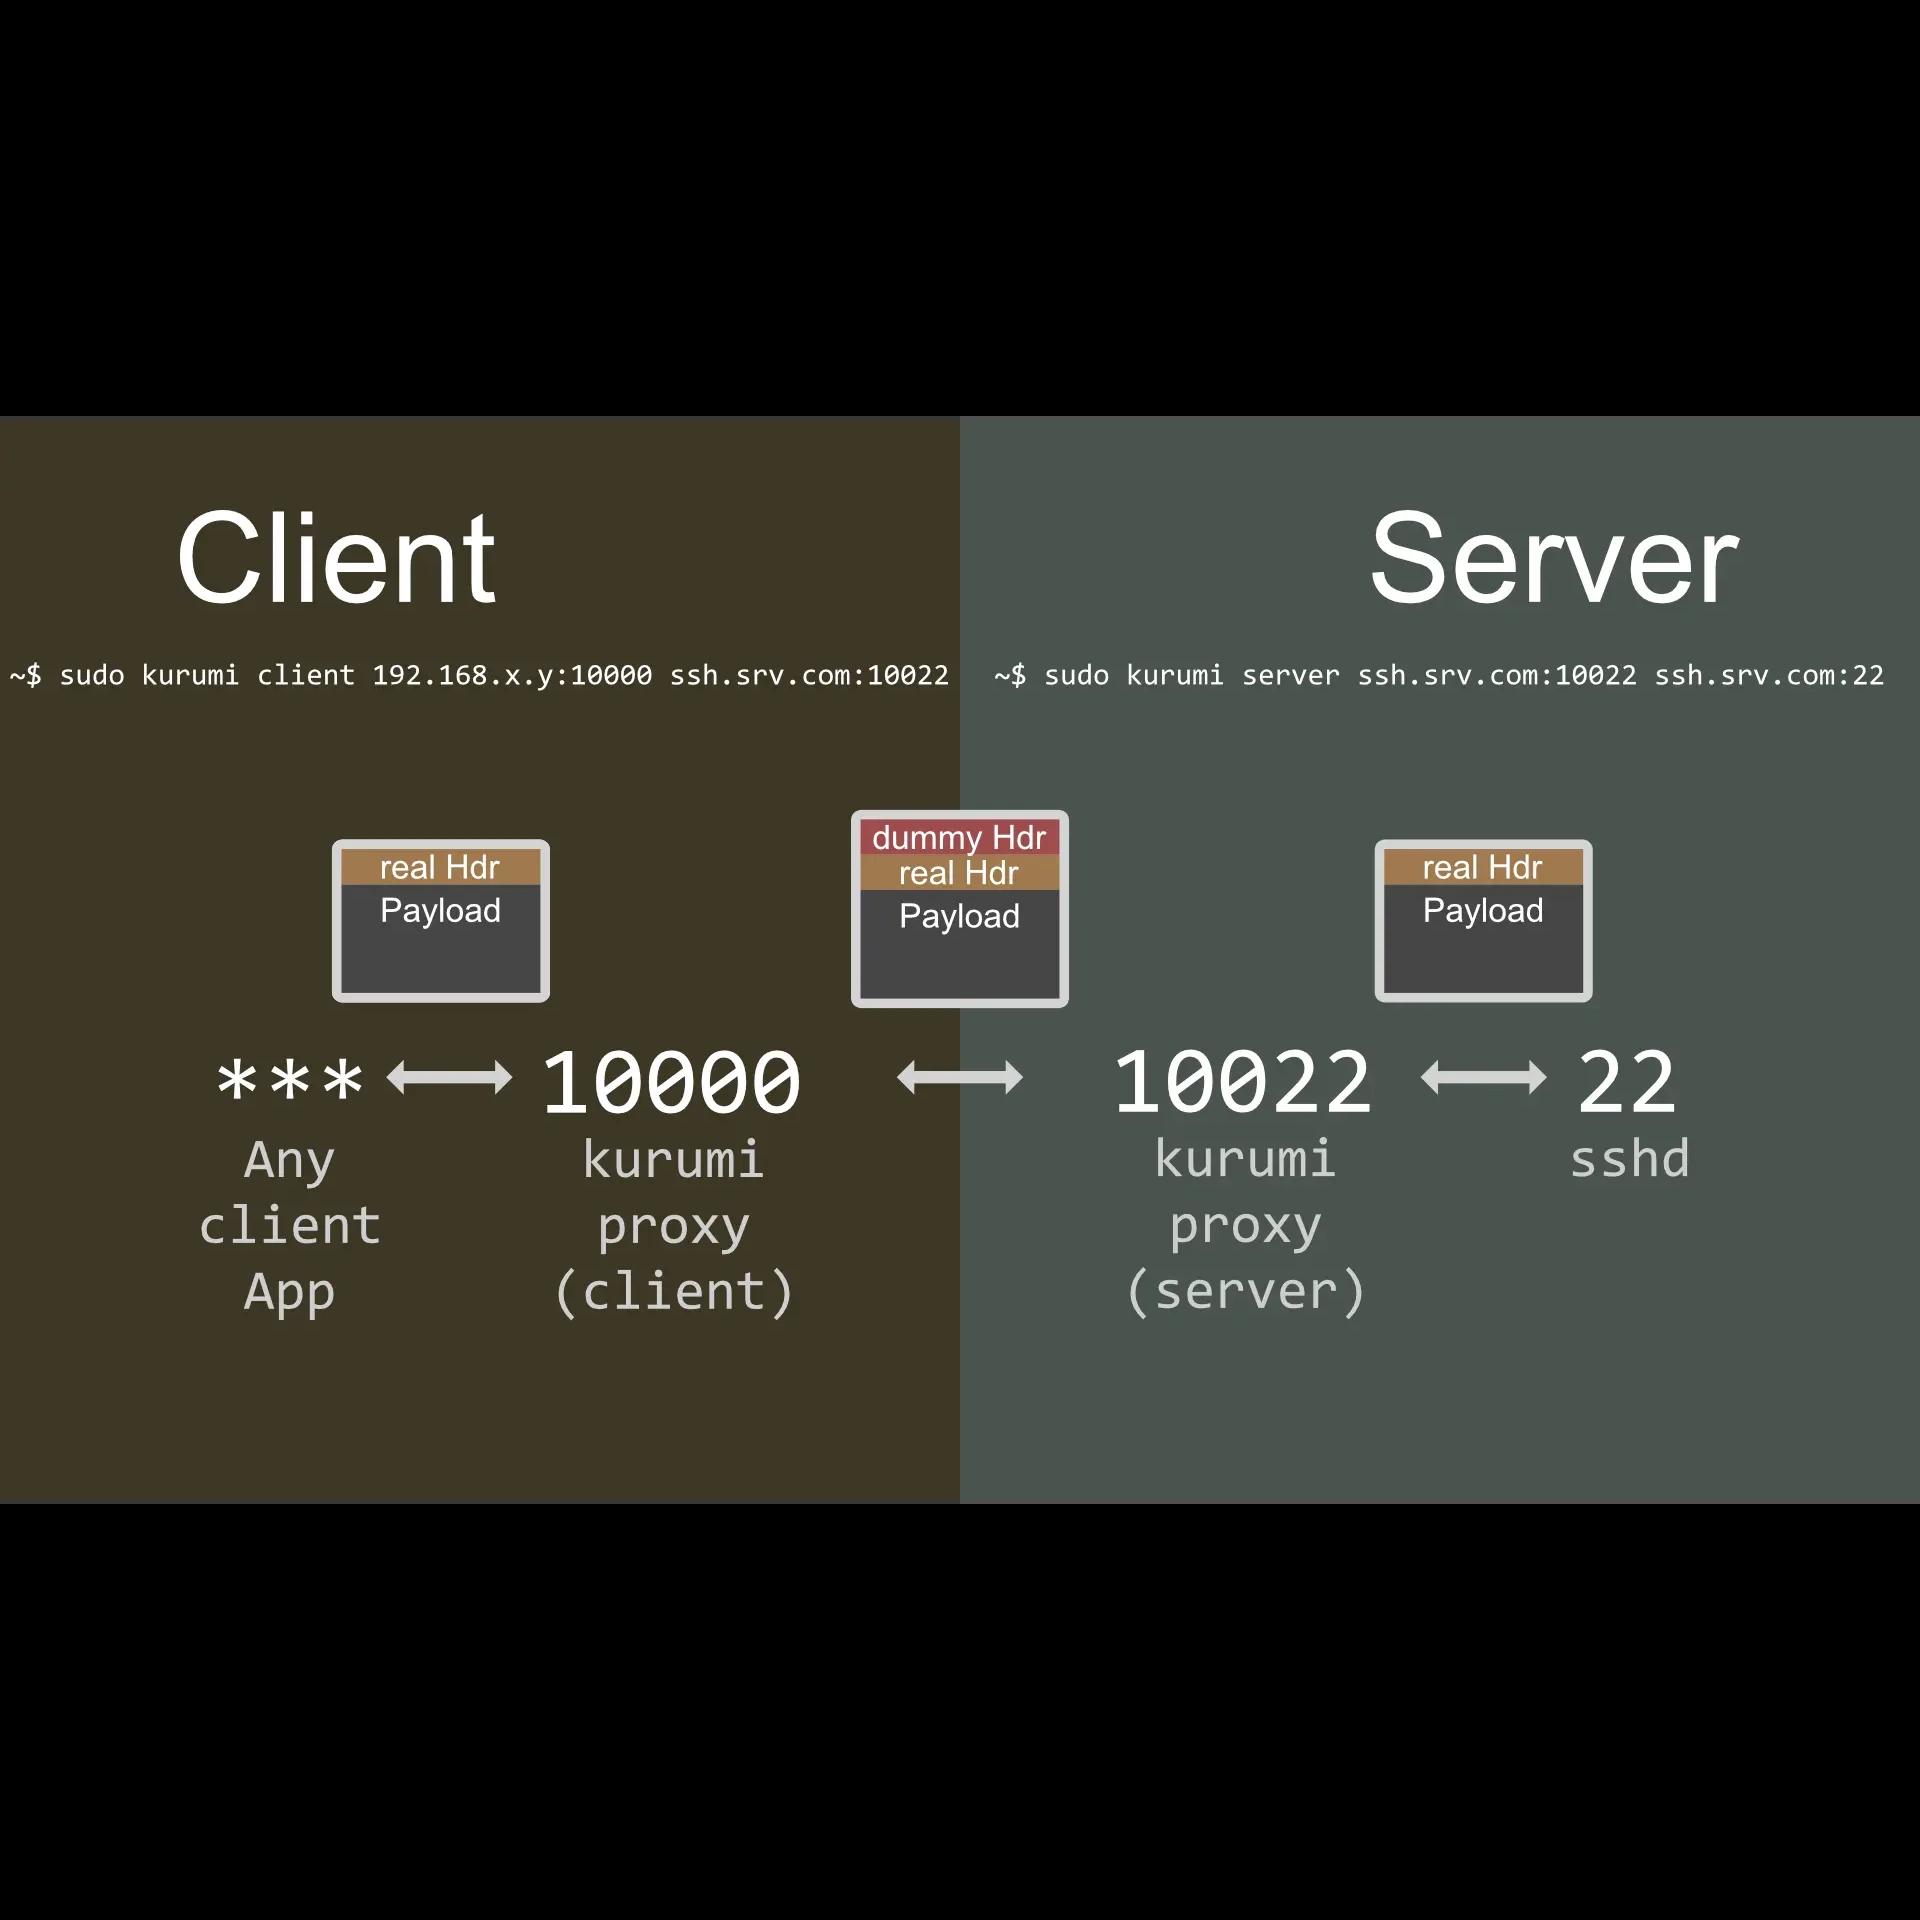 Client
Server
~$ sudo kurumi client 192.168.x.y:10000 ssh.srv.com:10022
~$ sudo kurumi server ssh.srv.com:10022 ssh.srv.com:22
real Hdr
Payload
dummy Hdr
real Hdr
Payload
real Hdr
Payload
***
Any
client
App
10000
kurumi
proxy
(client)
10022
kurumi
proxy
(server)
22
sshd